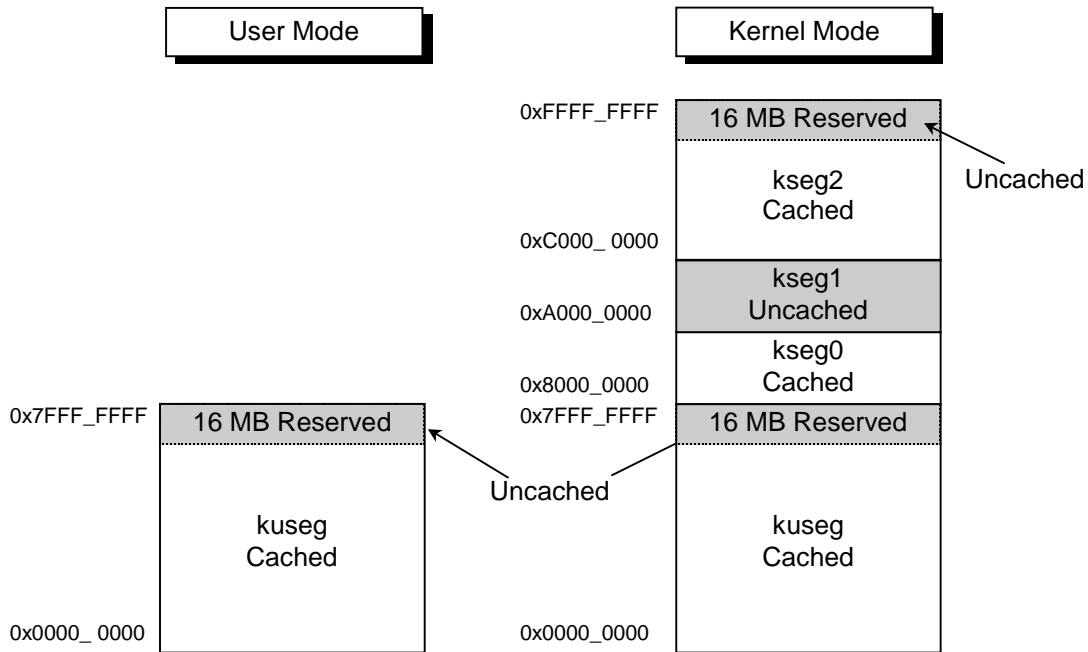 User Mode
Kernel Mode
0xFFFF_FFFF
16 MB Reserved
Uncached
kseg2
Cached
0xC000_ 0000
kseg1
Uncached
0xA000_0000
kseg0
Cached
0x8000_0000
0x7FFF_FFFF
16 MB Reserved
0x7FFF_FFFF
16 MB Reserved
Uncached
kuseg
Cached
kuseg
Cached
0x0000_ 0000
0x0000_0000